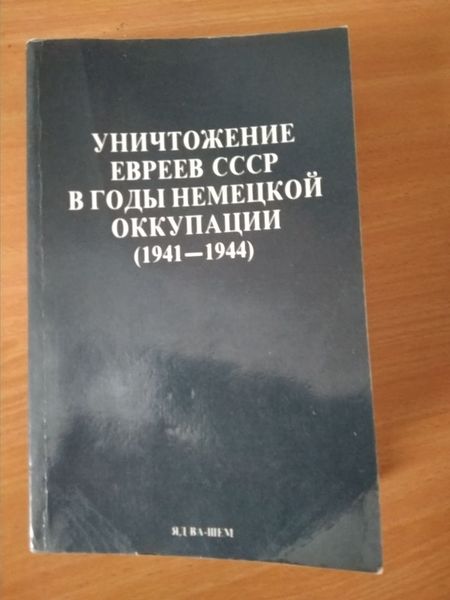 УНИЧТОЖЕНИЕ
ЕВРЕЕВ СССР
В ГОДЫ НЕМЕЦКОЙ
ОККУПАЦИИ
(1941—1944)
ЯД ВА-ШЕМ